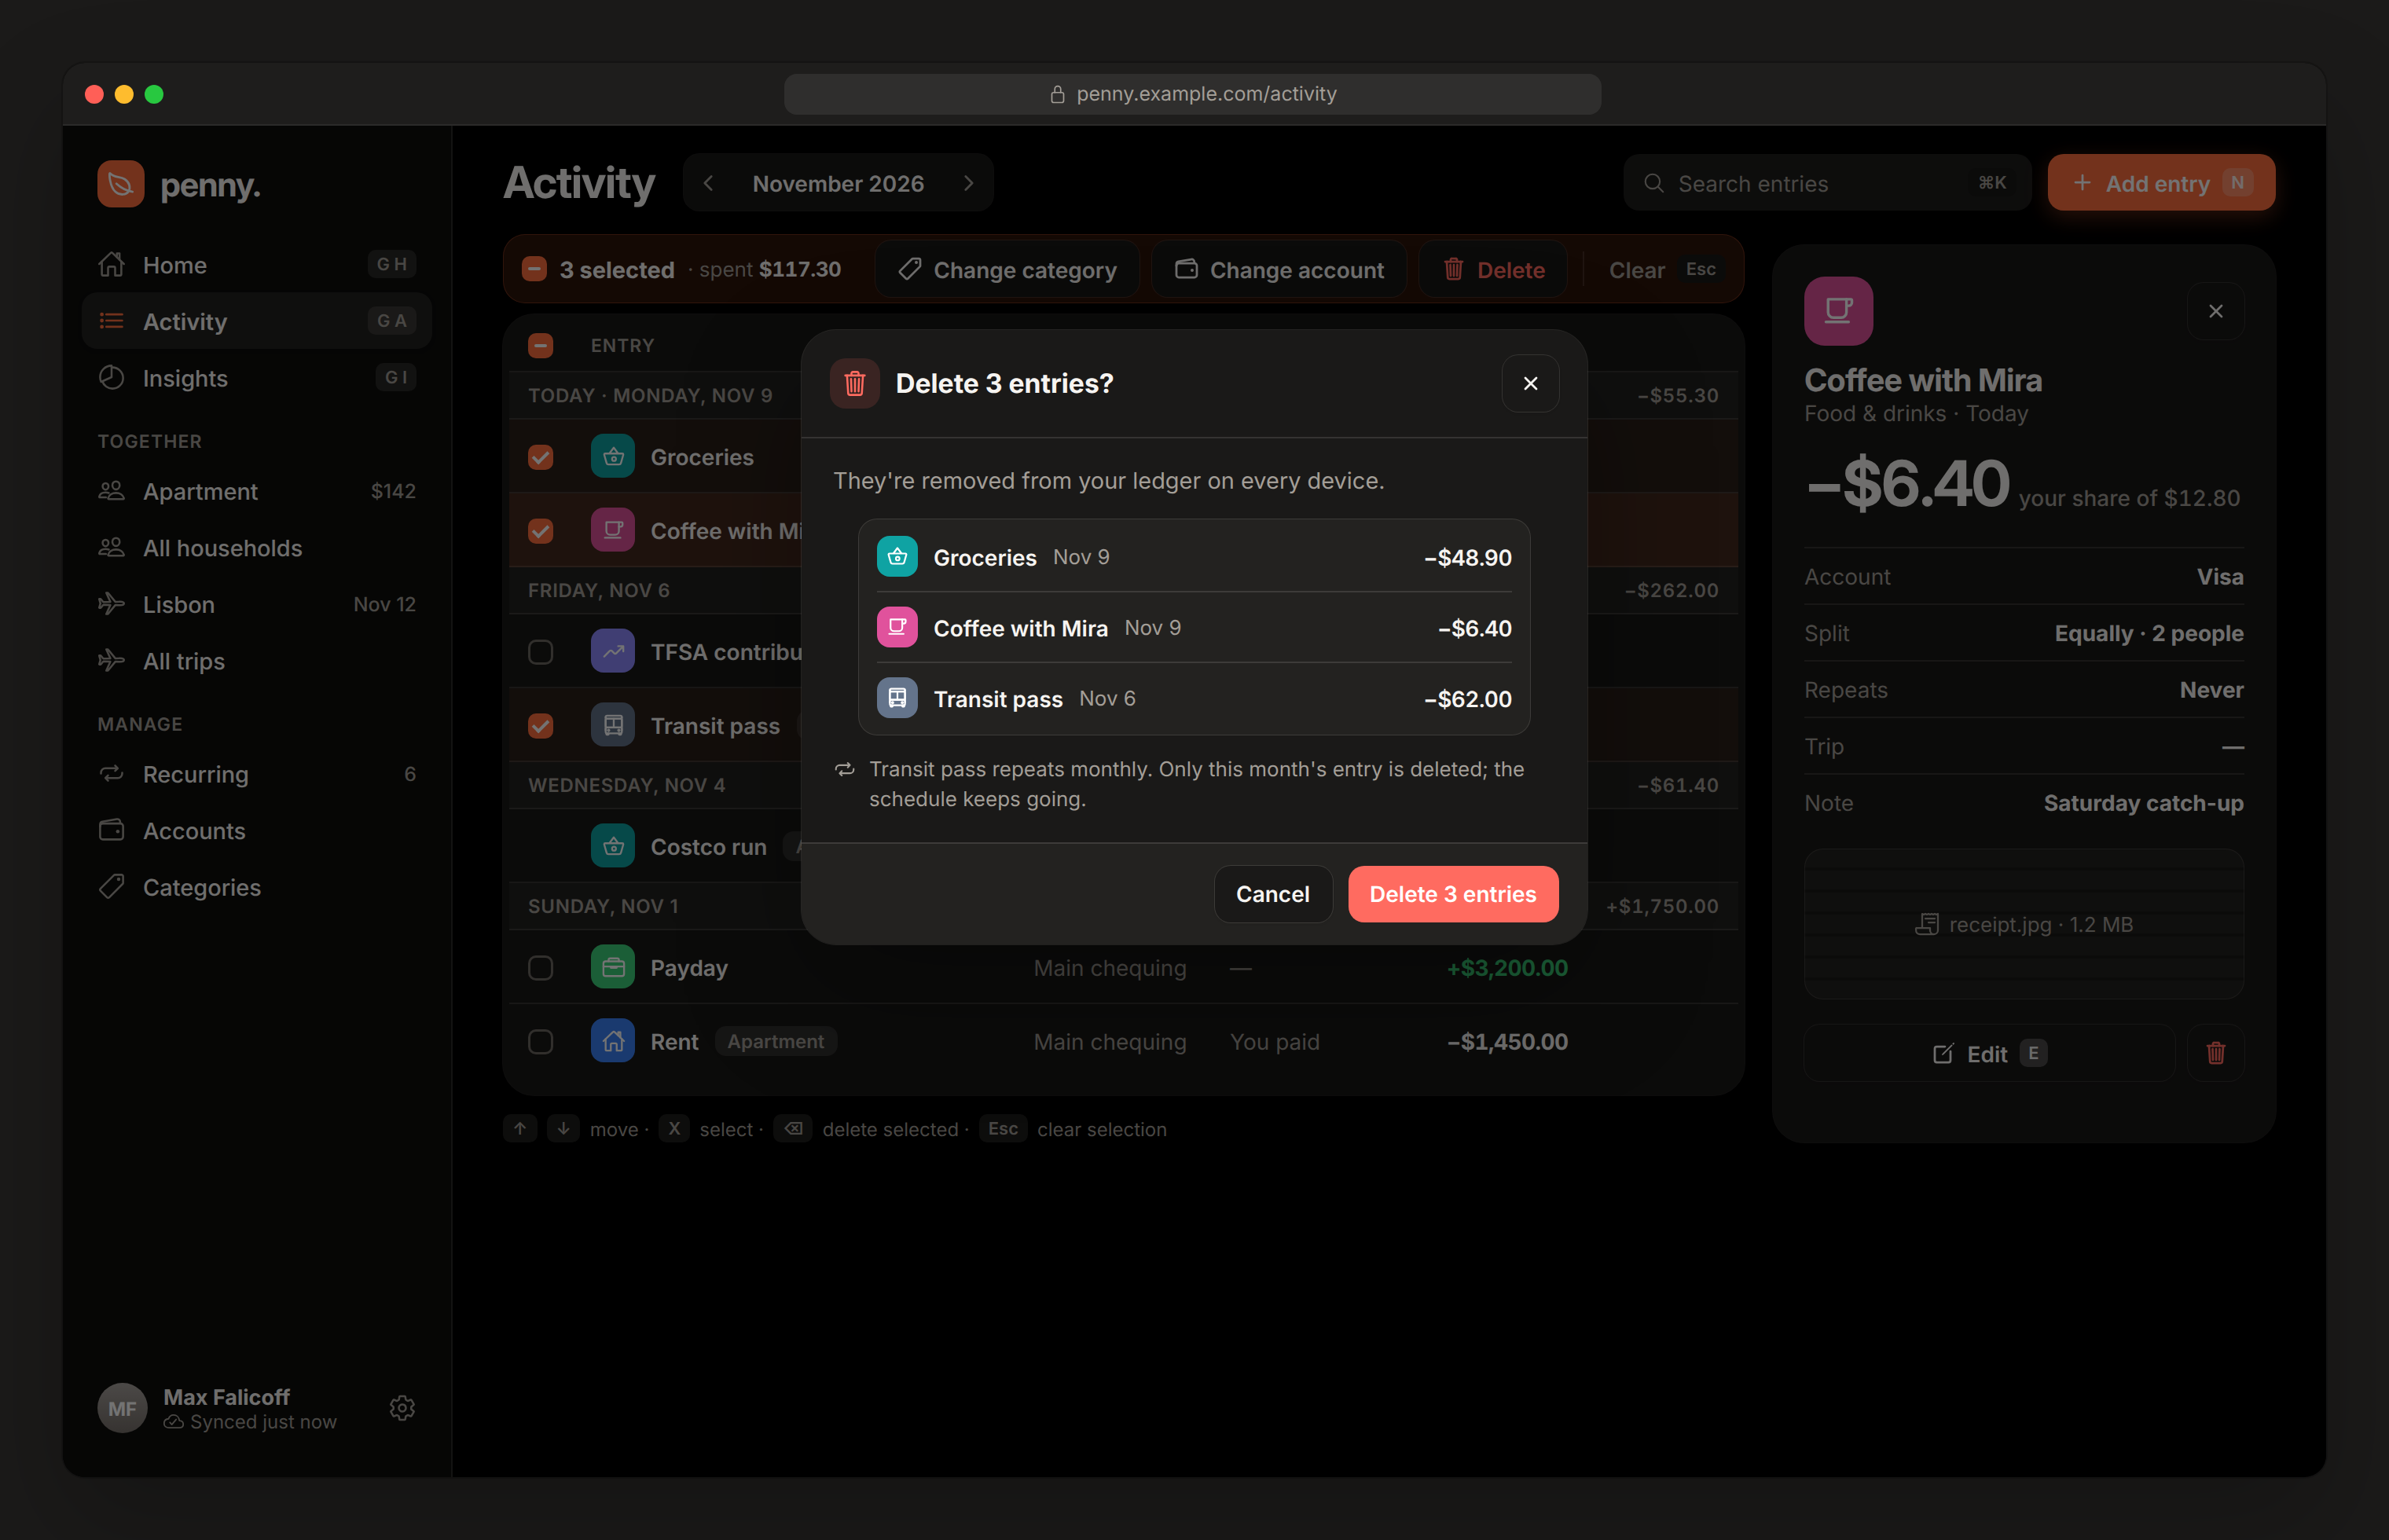 penny.example.com/activity
penny.
Home G H
Activity G A
Insights G I
TOGETHER
Apartment $142
All households
Lisbon Nov 12
All trips
MANAGE
Recurring 6
Accounts
Categories
MF
Max Falicoff
Synced just now
Activity
November 2026
Search entries ⌘K
+ Add entry N
3 selected · spent $117.30
Change category
Change account
Delete
Clear Esc
ENTRY
TODAY · MONDAY, NOV 9 −$55.30
Groceries
Coffee with Mi
FRIDAY, NOV 6 −$262.00
TFSA contribu
Transit pass
WEDNESDAY, NOV 4 −$61.40
Costco run
SUNDAY, NOV 1 +$1,750.00
Payday Main chequing — +$3,200.00
Rent Apartment Main chequing You paid −$1,450.00
↑ ↓ move · X select · ⌫ delete selected · Esc clear selection
Delete 3 entries?
They're removed from your ledger on every device.
Groceries Nov 9 −$48.90
Coffee with Mira Nov 9 −$6.40
Transit pass Nov 6 −$62.00
Transit pass repeats monthly. Only this month's entry is deleted; the
schedule keeps going.
Cancel
Delete 3 entries
Coffee with Mira
Food & drinks · Today
−$6.40 your share of $12.80
Account Visa
Split Equally · 2 people
Repeats Never
Trip —
Note Saturday catch-up
receipt.jpg · 1.2 MB
Edit E